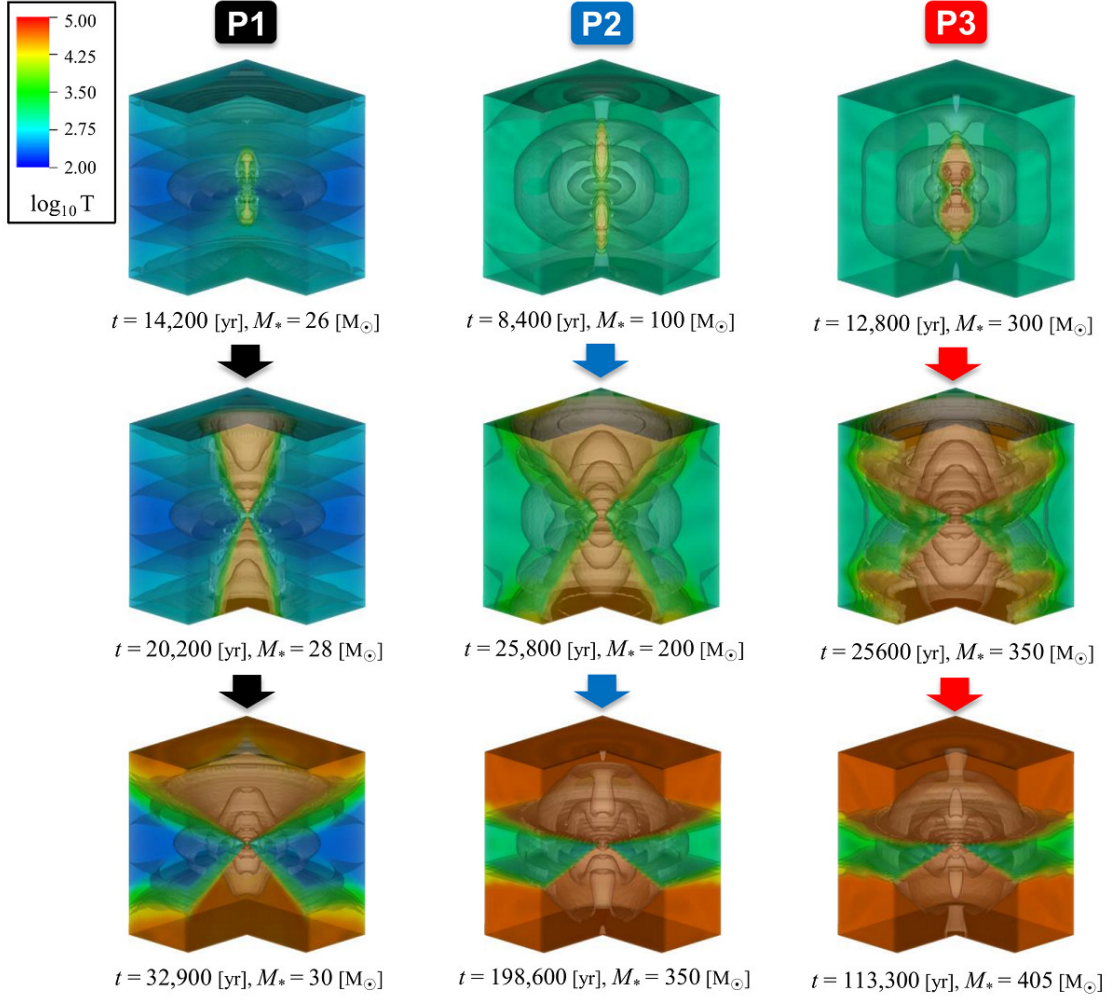 5.00
4.25
3.50
2.75
2.00
log₁₀ T
P1
P2
P3
t = 14,200 [yr], M* = 26 [M☉]
t = 8,400 [yr], M* = 100 [M☉]
t = 12,800 [yr], M* = 300 [M☉]
t = 20,200 [yr], M* = 28 [M☉]
t = 25,800 [yr], M* = 200 [M☉]
t = 25600 [yr], M* = 350 [M☉]
t = 32,900 [yr], M* = 30 [M☉]
t = 198,600 [yr], M* = 350 [M☉]
t = 113,300 [yr], M* = 405 [M☉]